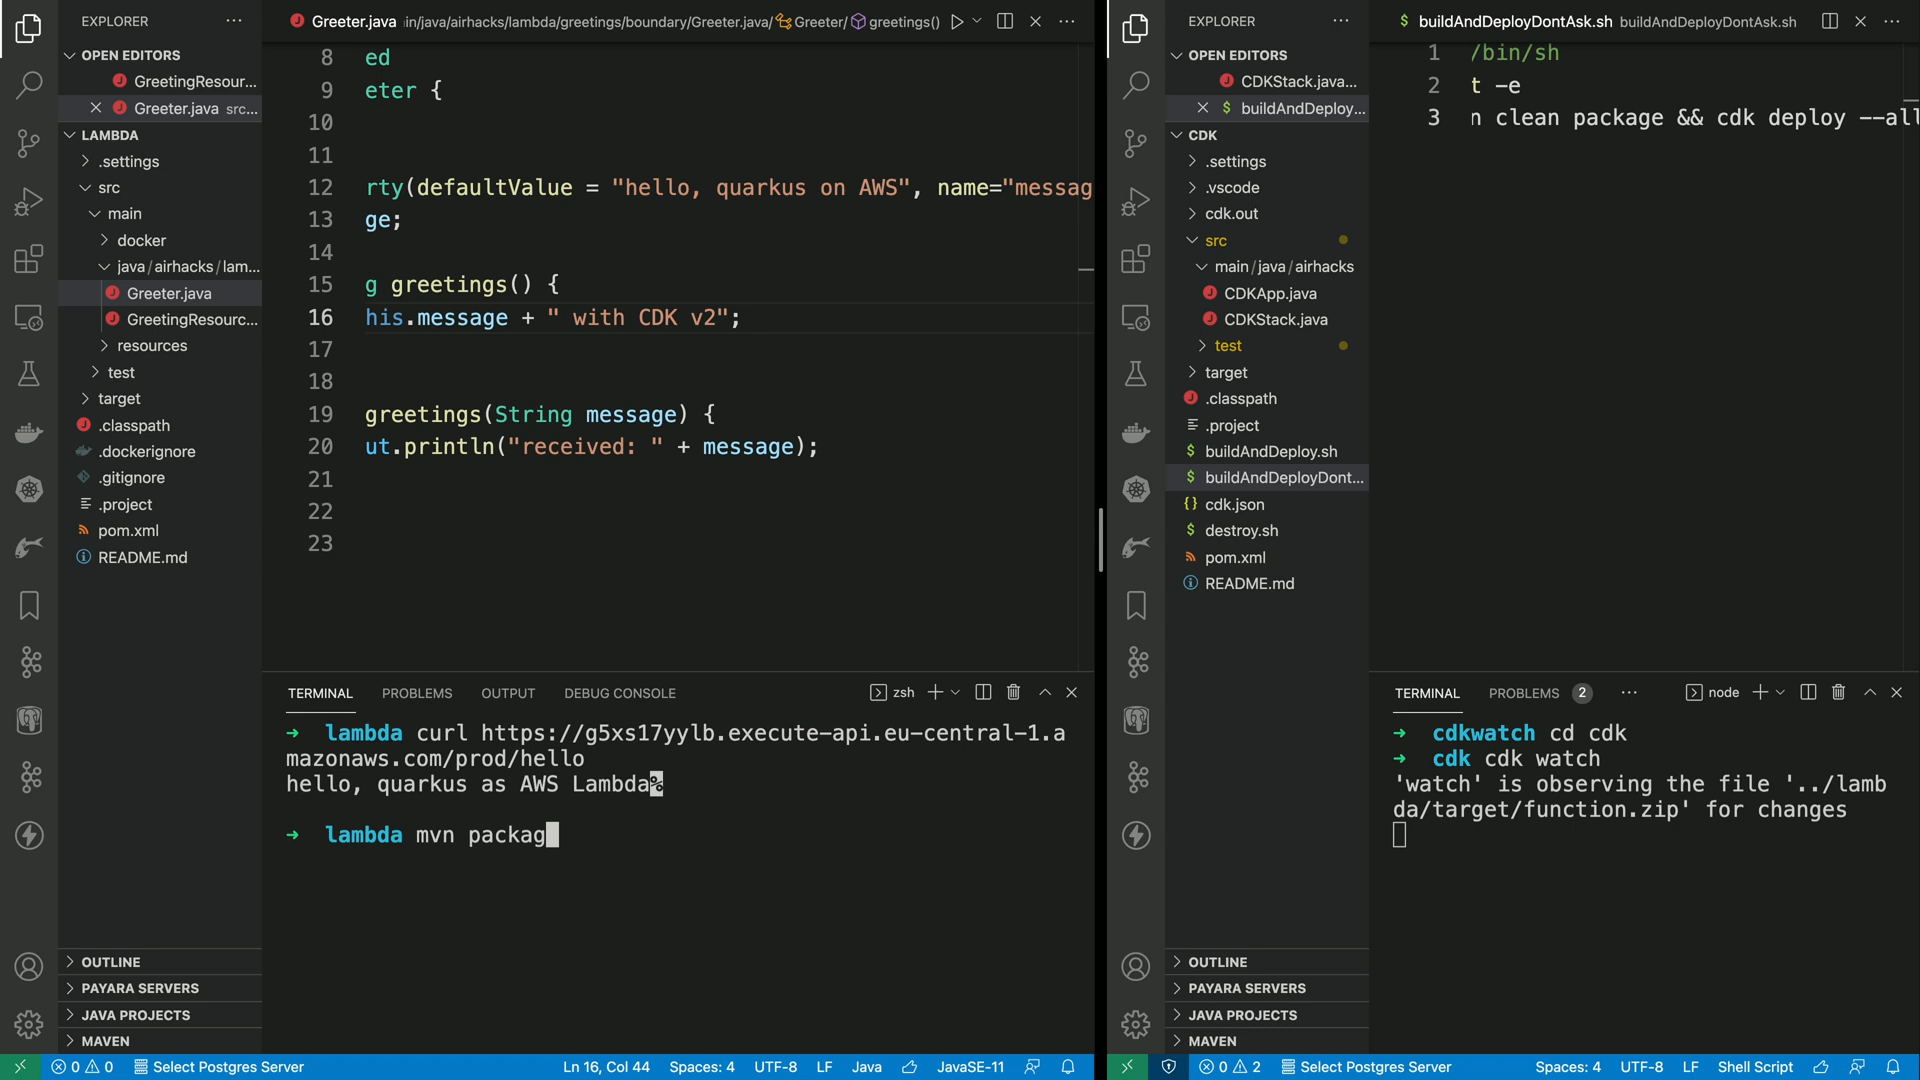 EXPLORER
OPEN EDITORS
GreetingResour...
Greeter.java src...
LAMBDA
.settings
src
main
docker
java/airhacks/lam...
Greeter.java
GreetingResourc...
resources
test
target
.classpath
.dockerignore
.gitignore
.project
pom.xml
README.md
OUTLINE
PAYARA SERVERS
JAVA PROJECTS
MAVEN
Greeter.java in/java/airhacks/lambda/greetings/boundary/Greeter.java/ Greeter/ greetings()
8 ed
9 eter {
10
11
12 rty(defaultValue = "hello, quarkus on AWS", name="messag
13 ge;
14
15 g greetings() {
16 his.message + " with CDK v2";
17
18
19 greetings(String message) {
20 ut.println("received: " + message);
21
22
23
TERMINAL PROBLEMS OUTPUT DEBUG CONSOLE zsh
➜ lambda curl https://g5xs17yylb.execute-api.eu-central-1.a
mazonaws.com/prod/hello
hello, quarkus as AWS Lambda%
➜ lambda mvn packag
0 0 Select Postgres Server Ln 16, Col 44 Spaces: 4 UTF-8 LF Java JavaSE-11
EXPLORER
OPEN EDITORS
CDKStack.java...
buildAndDeploy...
CDK
.settings
.vscode
cdk.out
src
main/java/airhacks
CDKApp.java
CDKStack.java
test
target
.classpath
.project
buildAndDeploy.sh
buildAndDeployDont...
cdk.json
destroy.sh
pom.xml
README.md
OUTLINE
PAYARA SERVERS
JAVA PROJECTS
MAVEN
$ buildAndDeployDontAsk.sh buildAndDeployDontAsk.sh
1 /bin/sh
2 t -e
3 n clean package && cdk deploy --all
TERMINAL PROBLEMS 2 node
➜ cdkwatch cd cdk
➜ cdk cdk watch
'watch' is observing the file '../lamb
da/target/function.zip' for changes
0 2 Select Postgres Server Spaces: 4 UTF-8 LF Shell Script